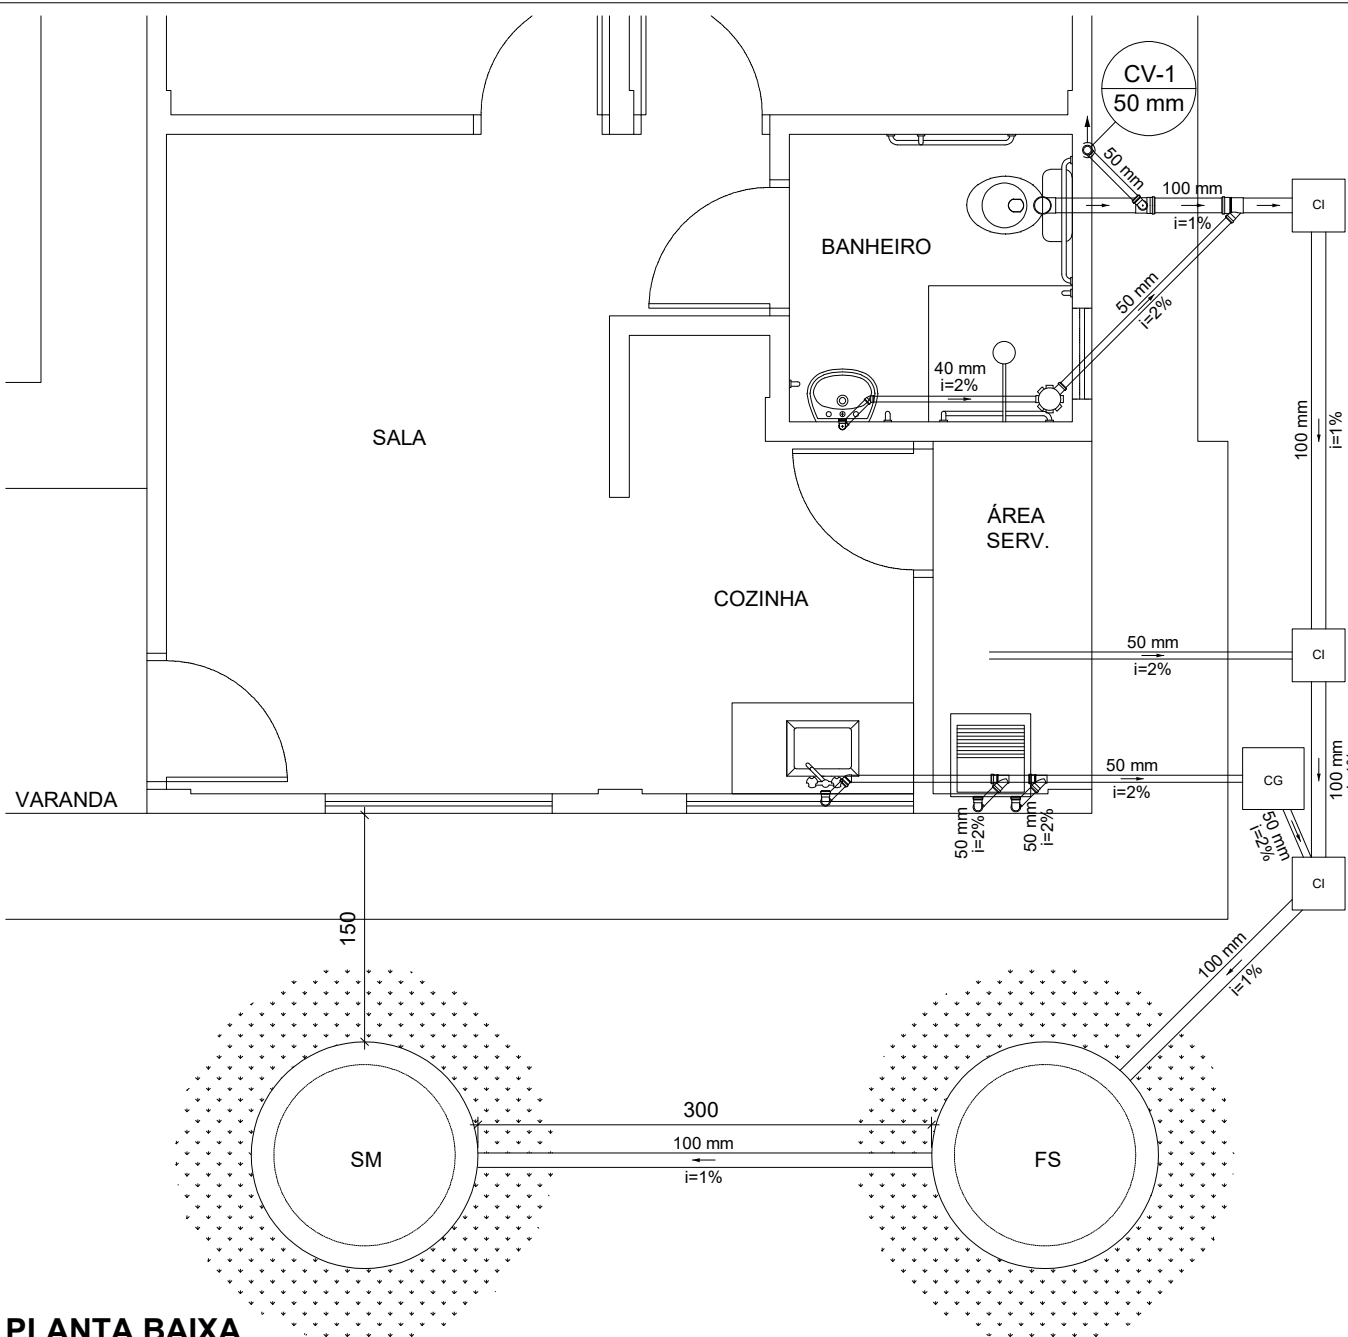 CV-1
50 mm
50 mm
100 mm
i=1%
CI
BANHEIRO
50 mm
i=2%
40 mm
i=2%
SALA
100 mm
i=1%
ÁREA
SERV.
COZINHA
50 mm
i=2%
CI
50 mm
i=2%
CG
100 mm
VARANDA
50 mm
i=2%
50 mm
i=2%
50 mm
i=2%
CI
150
100 mm
i=1%
300
100 mm
i=1%
SM
FS
PLANTA BAIXA